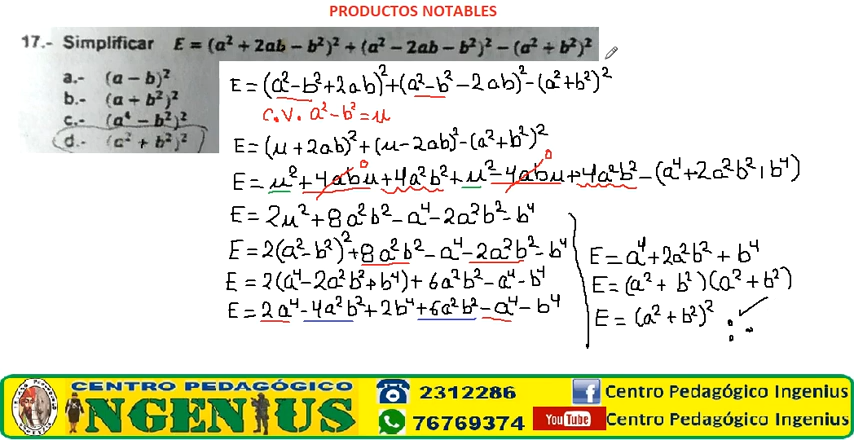 PRODUCTOS NOTABLES
17.- Simplificar E = (a² + 2ab – b²)² + (a² – 2ab – b²)² – (a² + b²)²
a.- (a – b)²
b.- (a + b²)²
c.- (a⁴ – b²)²
d.- (a² + b²)²
E = (a²-b²+2ab)²+(a²-b²-2ab)²-(a²+b²)²
C.V. a²-b²=u
E=(u+2ab)²+(u-2ab)²-(a²+b²)²
E= u²+4abu+4a²b²+u²-4abu+4a²b²-(a⁴+2a²b²+b⁴)
E= 2u²+8a²b²-a⁴-2a²b²-b⁴
E= 2(a²-b²)²+8a²b²-a⁴-2a²b²-b⁴
E= 2(a⁴-2a²b²+b⁴)+6a²b²-a⁴-b⁴
E= 2a⁴-4a²b²+2b⁴+6a²b²-a⁴-b⁴
E= a⁴+2a²b²+b⁴
E=(a²+b²)(a²+b²)
E=(a²+b²)²
CENTRO PEDAGÓGICO
INGENIUS
2312286
76769374
Centro Pedagógico Ingenius
YouTube Centro Pedagógico Ingenius